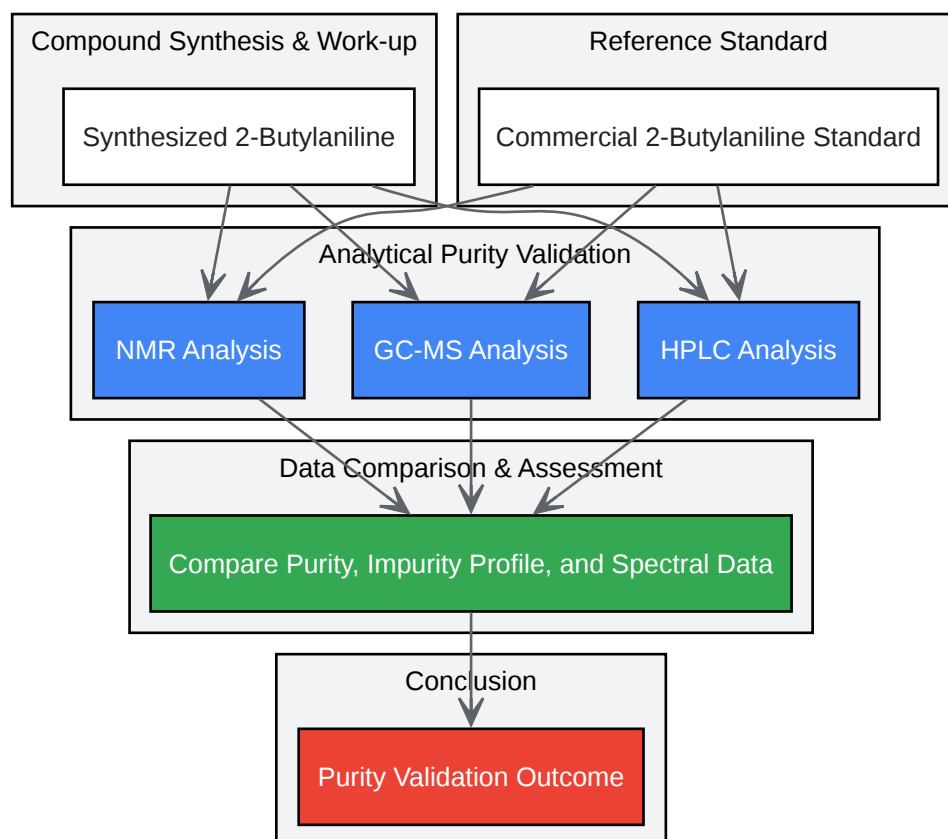 Compound Synthesis & Work-up
Reference Standard
Synthesized 2-Butylaniline
Commercial 2-Butylaniline Standard
Analytical Purity Validation
NMR Analysis
GC-MS Analysis
HPLC Analysis
Data Comparison & Assessment
Compare Purity, Impurity Profile, and Spectral Data
Conclusion
Purity Validation Outcome